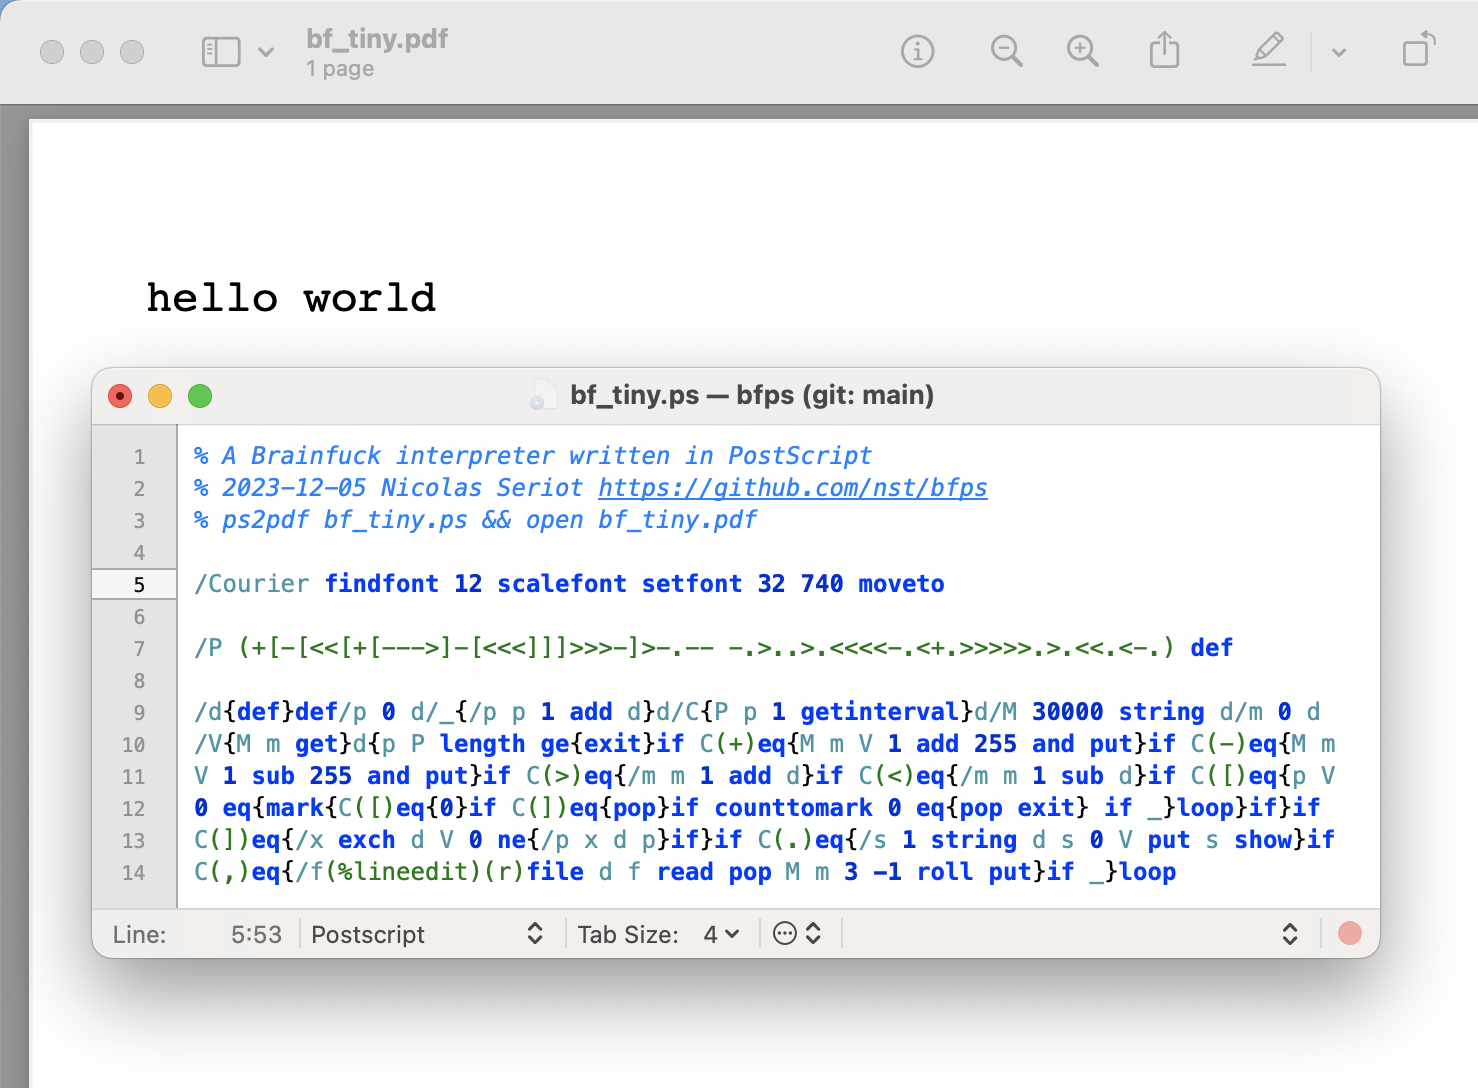 bf_tiny.pdf
1 page
hello world
bf_tiny.ps — bfps (git: main)
1 % A Brainfuck interpreter written in PostScript
2 % 2023-12-05 Nicolas Seriot https://github.com/nst/bfps
3 % ps2pdf bf_tiny.ps && open bf_tiny.pdf
4
5 /Courier findfont 12 scalefont setfont 32 740 moveto
6
7 /P (+[-[<<[+[--->]-[<<<]]]>>>-]>-.-- -.>..>.<<<<-.<+.>>>>>.>.<<.<-.) def
8
9 /d{def}def/p 0 d/_{/p p 1 add d}d/C{P p 1 getinterval}d/M 30000 string d/m 0 d
10 /V{M m get}d{p P length ge{exit}if C(+)eq{M m V 1 add 255 and put}if C(-)eq{M m
11 V 1 sub 255 and put}if C(>)eq{/m m 1 add d}if C(<)eq{/m m 1 sub d}if C([)eq{p V
12 0 eq{mark{C([)eq{0}if C(])eq{pop}if counttomark 0 eq{pop exit} if _}loop}if}if
13 C(])eq{/x exch d V 0 ne{/p x d p}if}if C(.)eq{/s 1 string d s 0 V put s show}if
14 C(,)eq{/f(%lineedit)(r)file d f read pop M m 3 -1 roll put}if _}loop
Line: 5:53 Postscript Tab Size: 4